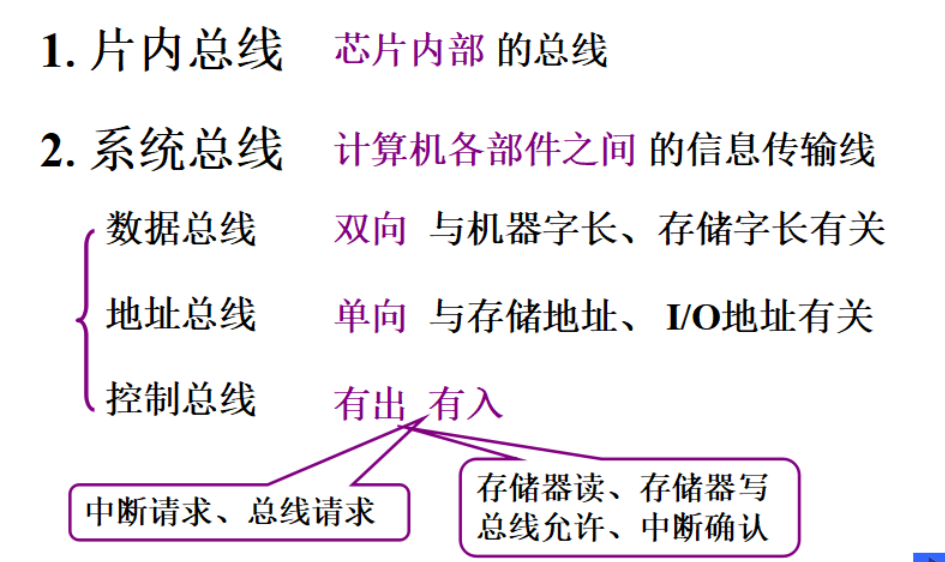 1. 片内总线 芯片内部 的总线
2. 系统总线 计算机各部件之间 的信息传输线
数据总线 双向 与机器字长、存储字长有关
地址总线 单向 与存储地址、 I/O地址有关
控制总线 有出 有入
中断请求、总线请求
存储器读、存储器写
总线允许、中断确认